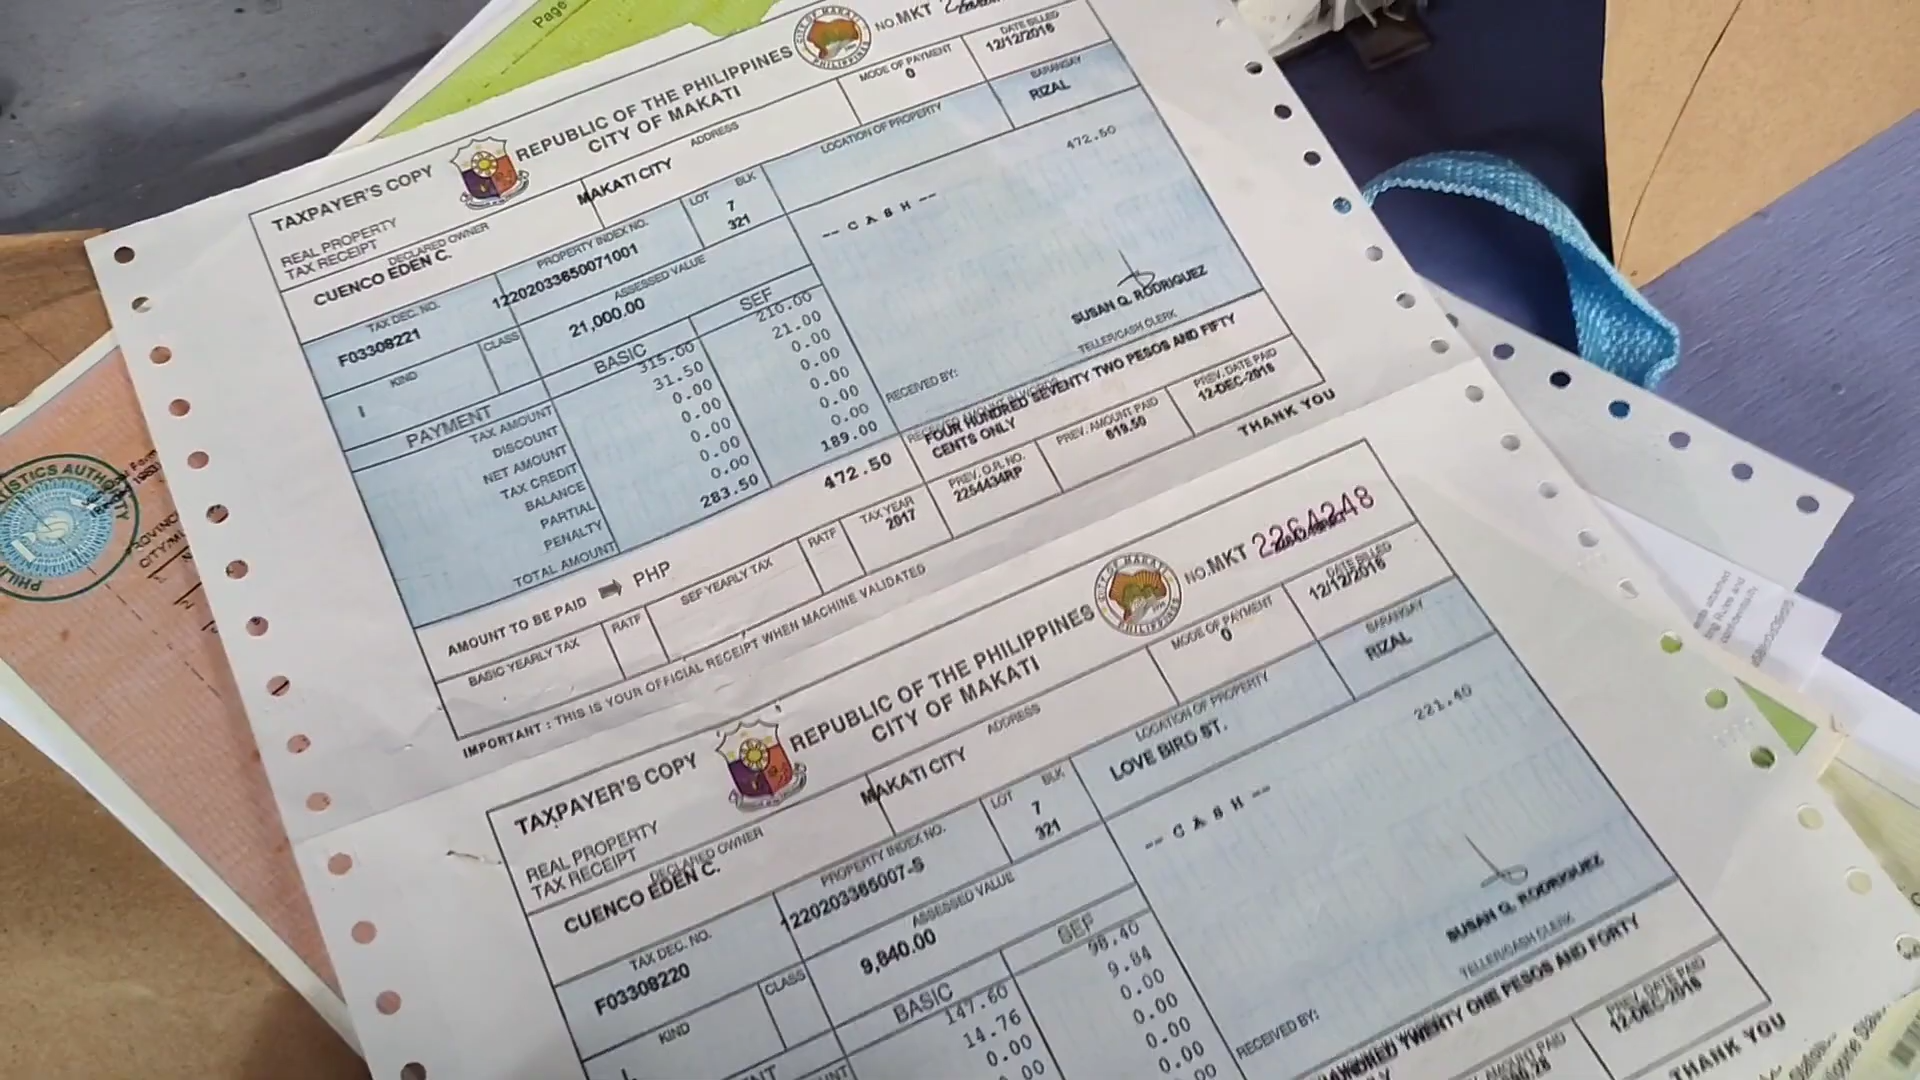 Page
TAXPAYER'S COPY
REPUBLIC OF THE PHILIPPINES
CITY OF MAKATI
NO. MKT
REAL PROPERTY
TAX RECEIPT
DATE BILLED
12/12/2016
DECLARED OWNER
CUENCO EDEN C.
ADDRESS
MAKATI CITY
MODE OF PAYMENT
0
BARANGAY
RIZAL
TAX DEC. NO.
F03308221
PROPERTY INDEX NO.
12202033650071001
LOT
7
BLK
321
LOCATION OF PROPERTY
KIND
I
CLASS
ASSESSED VALUE
21,000.00
472.50
-- C A S H --
PAYMENT
BASIC
SEF
TAX AMOUNT 315.00 210.00
DISCOUNT 31.50 21.00
NET AMOUNT 0.00 0.00
TAX CREDIT 0.00 0.00
BALANCE 0.00 0.00
PARTIAL 0.00 0.00
PENALTY 0.00 0.00
TOTAL AMOUNT 283.50 189.00
SUSAN Q. RODRIGUEZ
TELLER/CASH CLERK
RECEIVED BY:
AMOUNT TO BE PAID PHP 472.50
FOUR HUNDRED SEVENTY TWO PESOS AND FIFTY
CENTS ONLY
BASIC YEARLY TAX
RATF
SEF YEARLY TAX
RATF
TAX YEAR
2017
PREV. O.R. NO.
2254434RP
PREV. AMOUNT PAID
619.50
PREV. DATE PAID
12-DEC-2016
IMPORTANT : THIS IS YOUR OFFICIAL RECEIPT WHEN MACHINE VALIDATED
THANK YOU
TAXPAYER'S COPY
REPUBLIC OF THE PHILIPPINES
CITY OF MAKATI
NO. MKT 2264248
REAL PROPERTY
TAX RECEIPT
DATE BILLED
12/12/2016
DECLARED OWNER
CUENCO EDEN C.
ADDRESS
MAKATI CITY
MODE OF PAYMENT
0
BARANGAY
RIZAL
TAX DEC. NO.
F03308220
PROPERTY INDEX NO.
1220203365007-S
LOT
7
BLK
321
LOCATION OF PROPERTY
LOVE BIRD ST.
KIND
CLASS
ASSESSED VALUE
9,840.00
221.40
-- C A S H --
BASIC
SEF
147.60 98.40
14.76 9.84
0.00 0.00
0.00
0.00
SUSAN Q. RODRIGUEZ
TELLER/CASH CLERK
RECEIVED BY:
TWENTY ONE PESOS AND FORTY
AMOUNT PAID
PREV. DATE PAID
12-DEC-2016
THANK YOU